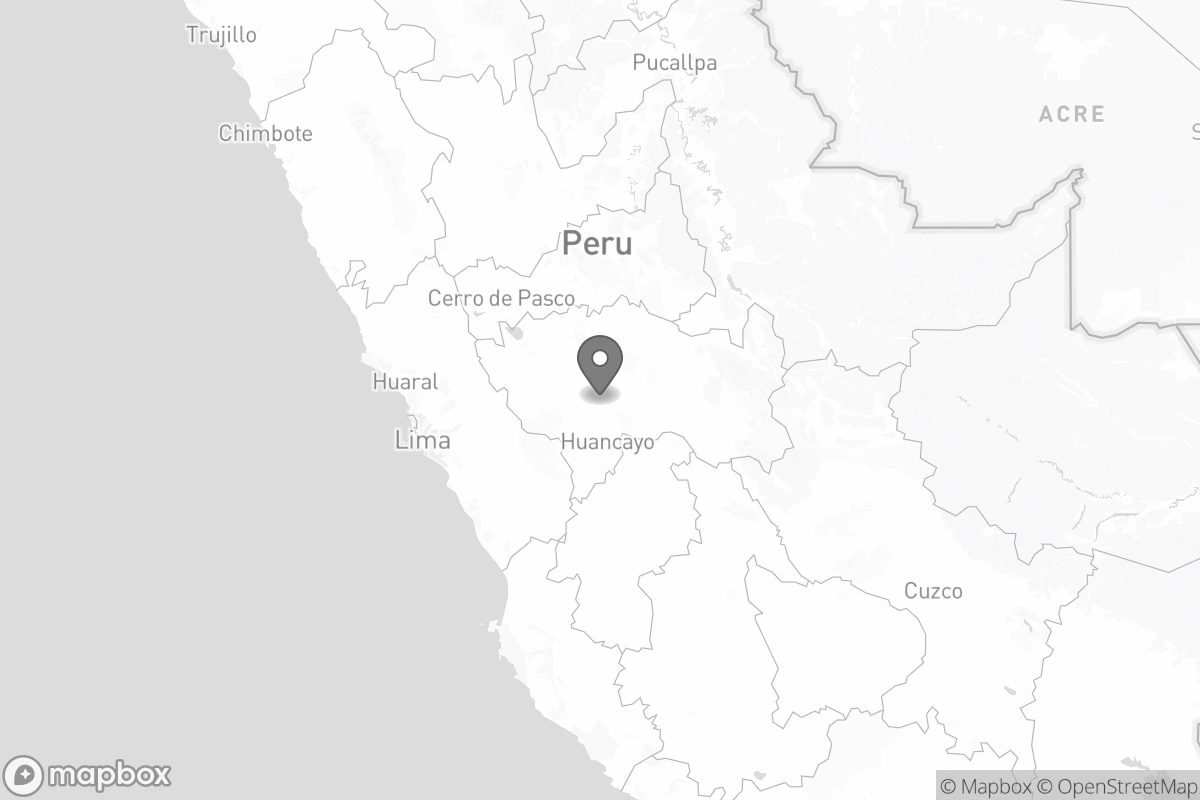 Trujillo
Pucallpa
ACRE
Chimbote
S
Peru
Cerro de Pasco
Huaral
Lima
Huancayo
Cuzco
mapbox
© Mapbox © OpenStreetMap